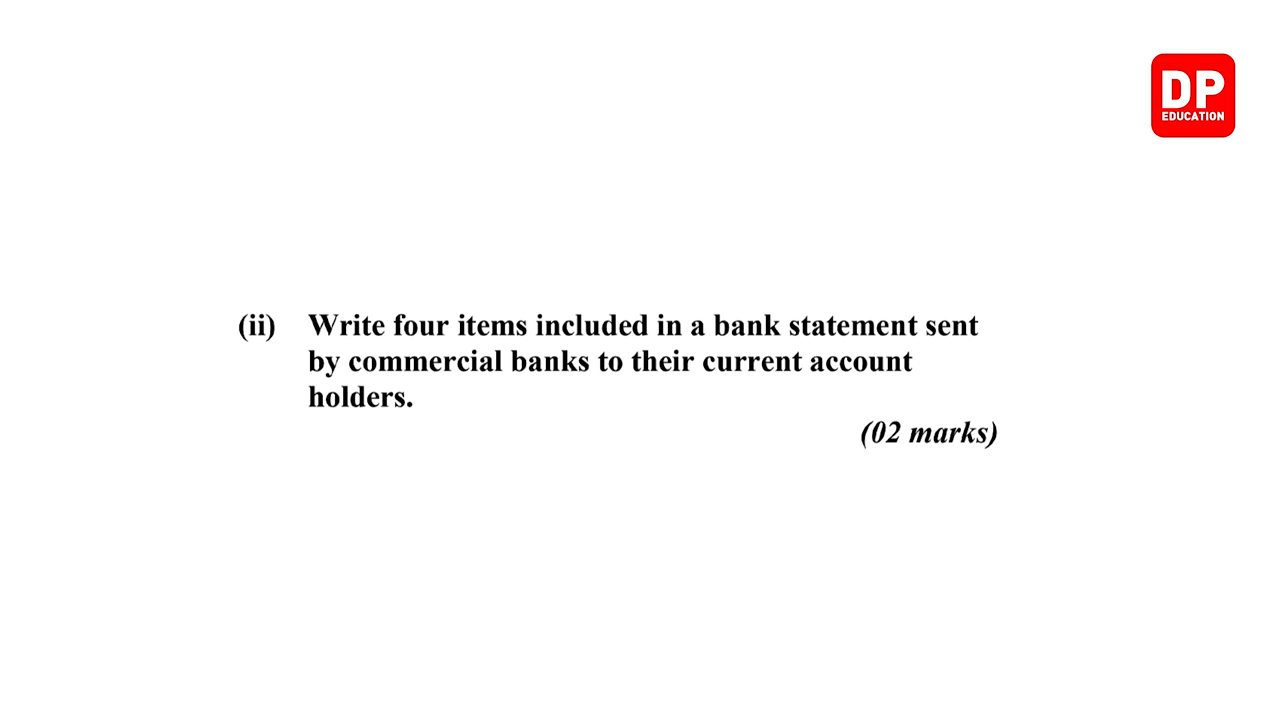 DP
EDUCATION
(ii) Write four items included in a bank statement sent
by commercial banks to their current account
holders.
(02 marks)